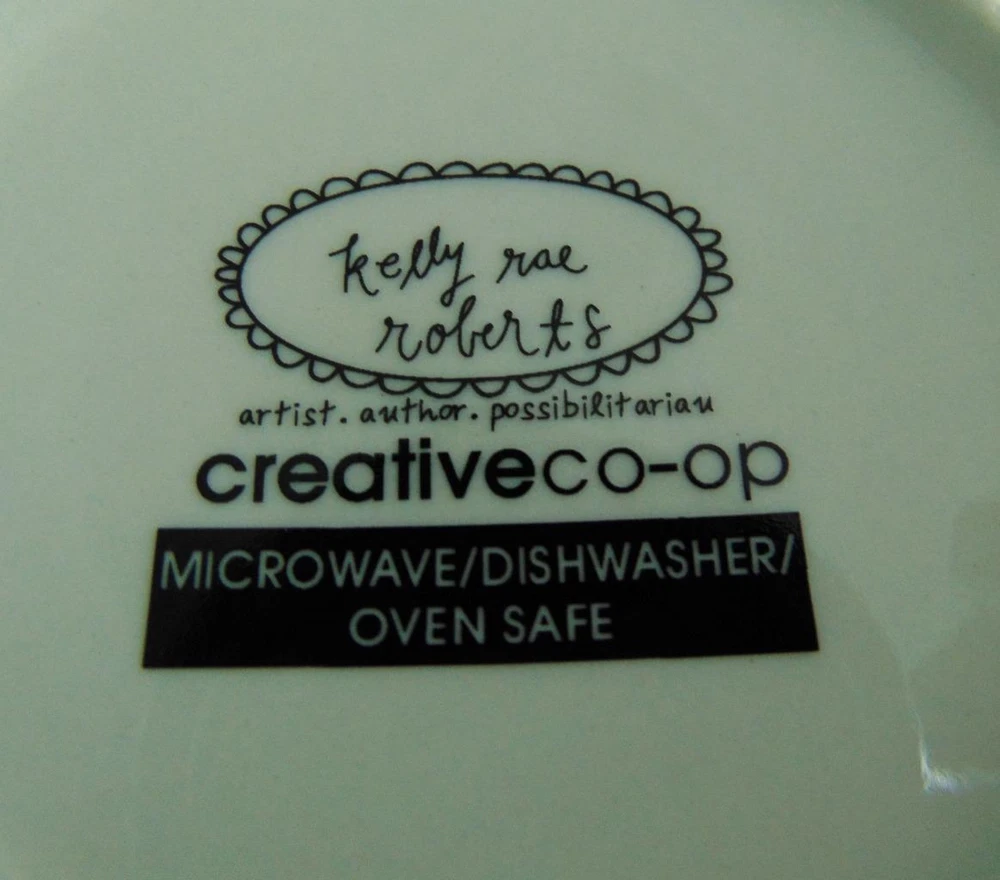 kelly rae
roberts
artist. author. possibilitarian
creativeco-op
MICROWAVE/DISHWASHER/
OVEN SAFE